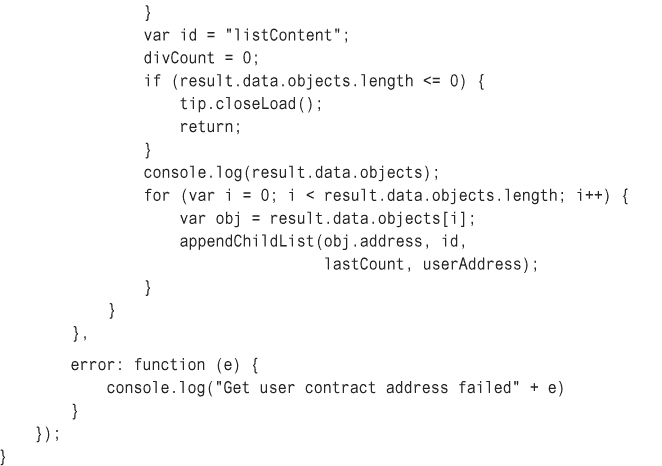 }
var id = "listContent";
divCount = 0;
if (result.data.objects.length <= 0) {
tip.closeLoad();
return;
}
console.log(result.data.objects);
for (var i = 0; i < result.data.objects.length; i++) {
var obj = result.data.objects[i];
appendChildList(obj.address, id,
lastCount, userAddress);
}
}
},
error: function (e) {
console.log("Get user contract address failed" + e)
}
});
}